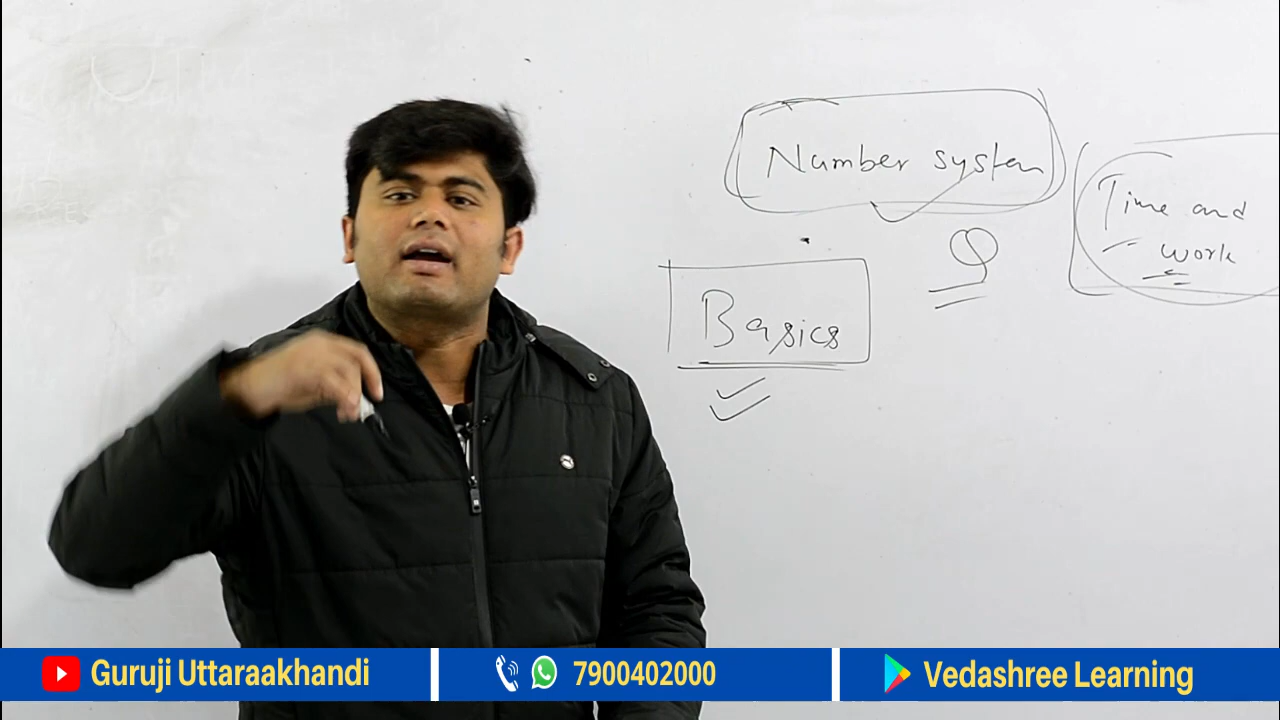 Number system
Time and
work
Basics
Guruji Uttaraakhandi
7900402000
Vedashree Learning